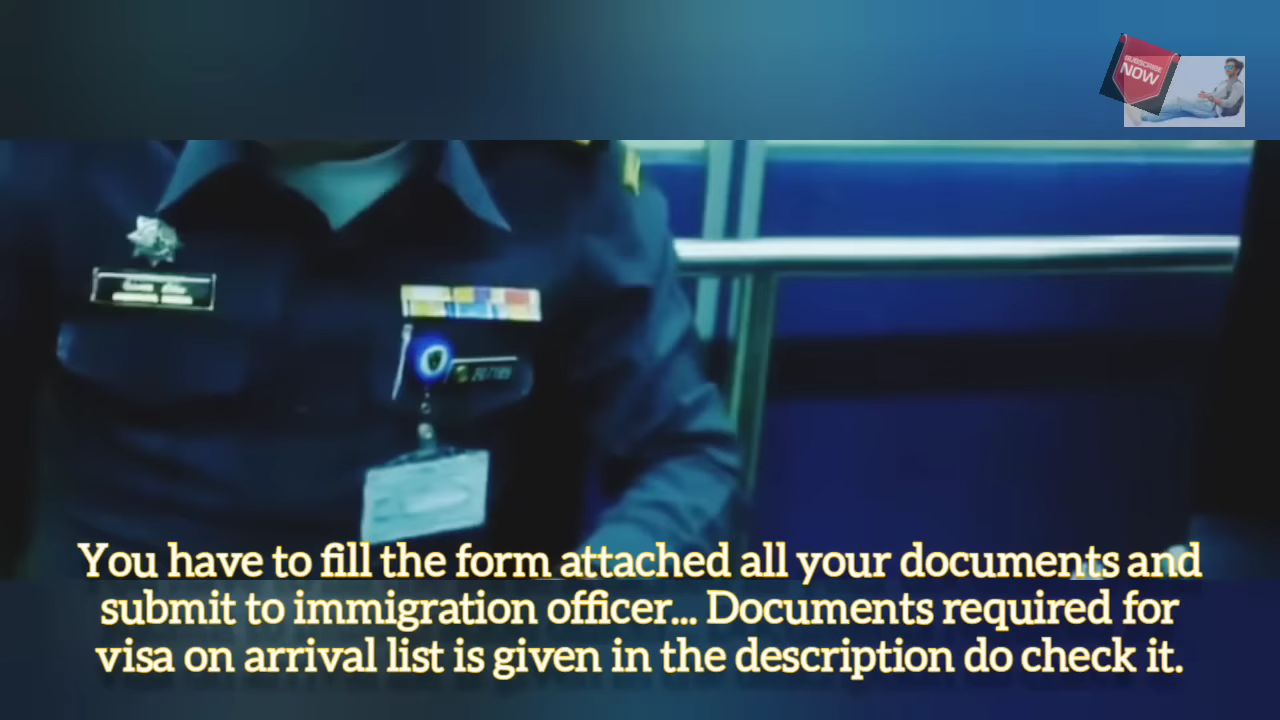 SUBSCRIBE
NOW
You have to fill the form attached all your documents and
submit to immigration officer... Documents required for
visa on arrival list is given in the description do check it.